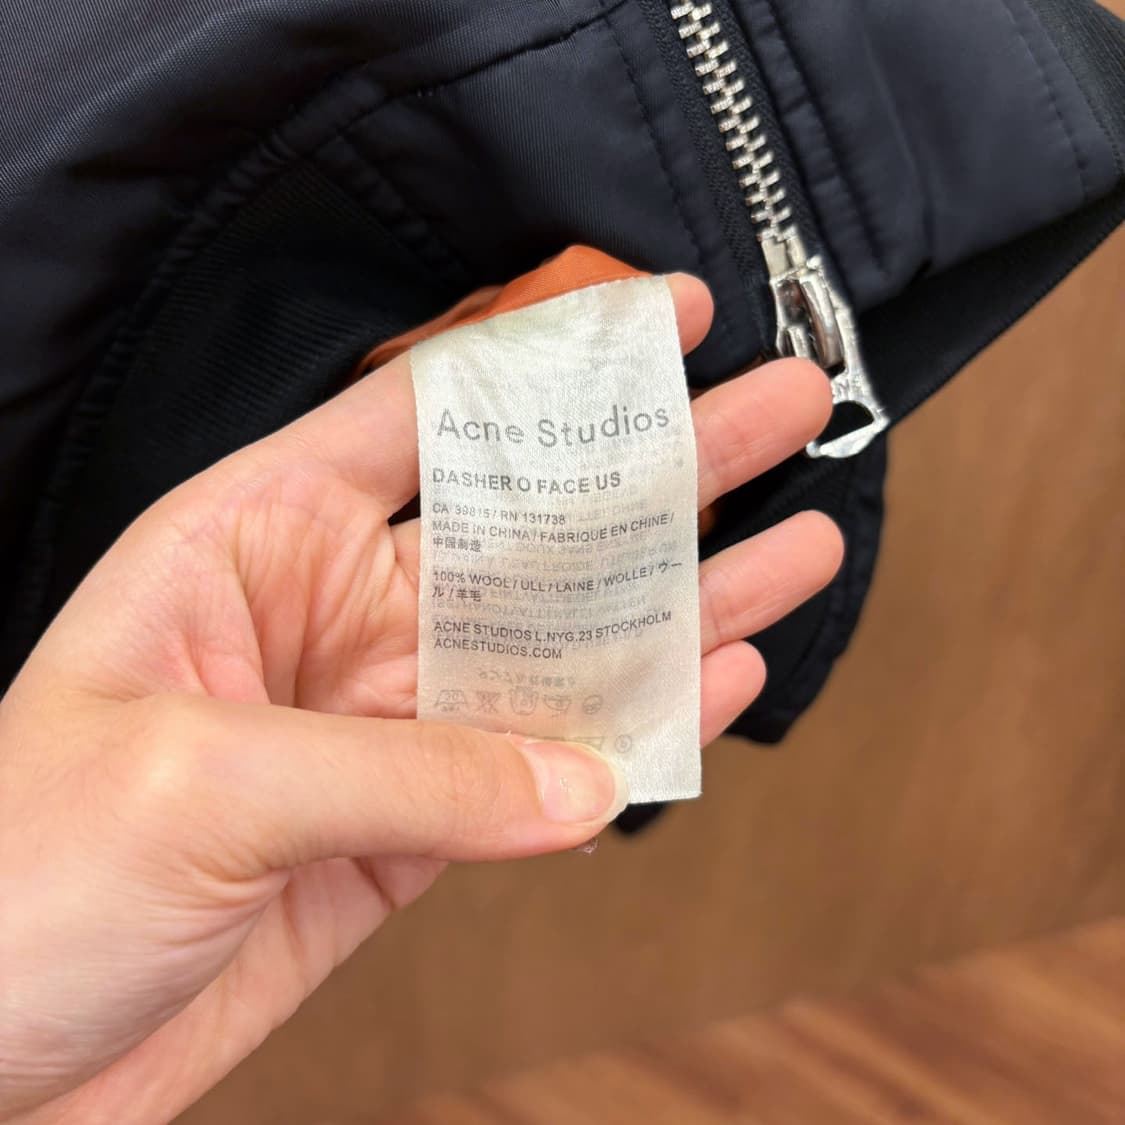 Acne Studios
DASHER O FACE US
CA 39815 / RN 131738
MADE IN CHINA / FABRIQUE EN CHINE /
中国制造
100% WOOL / ULL / LAINE / WOLLE / ウー
ル / 羊毛
ACNE STUDIOS L.NYG.23 STOCKHOLM
ACNESTUDIOS.COM